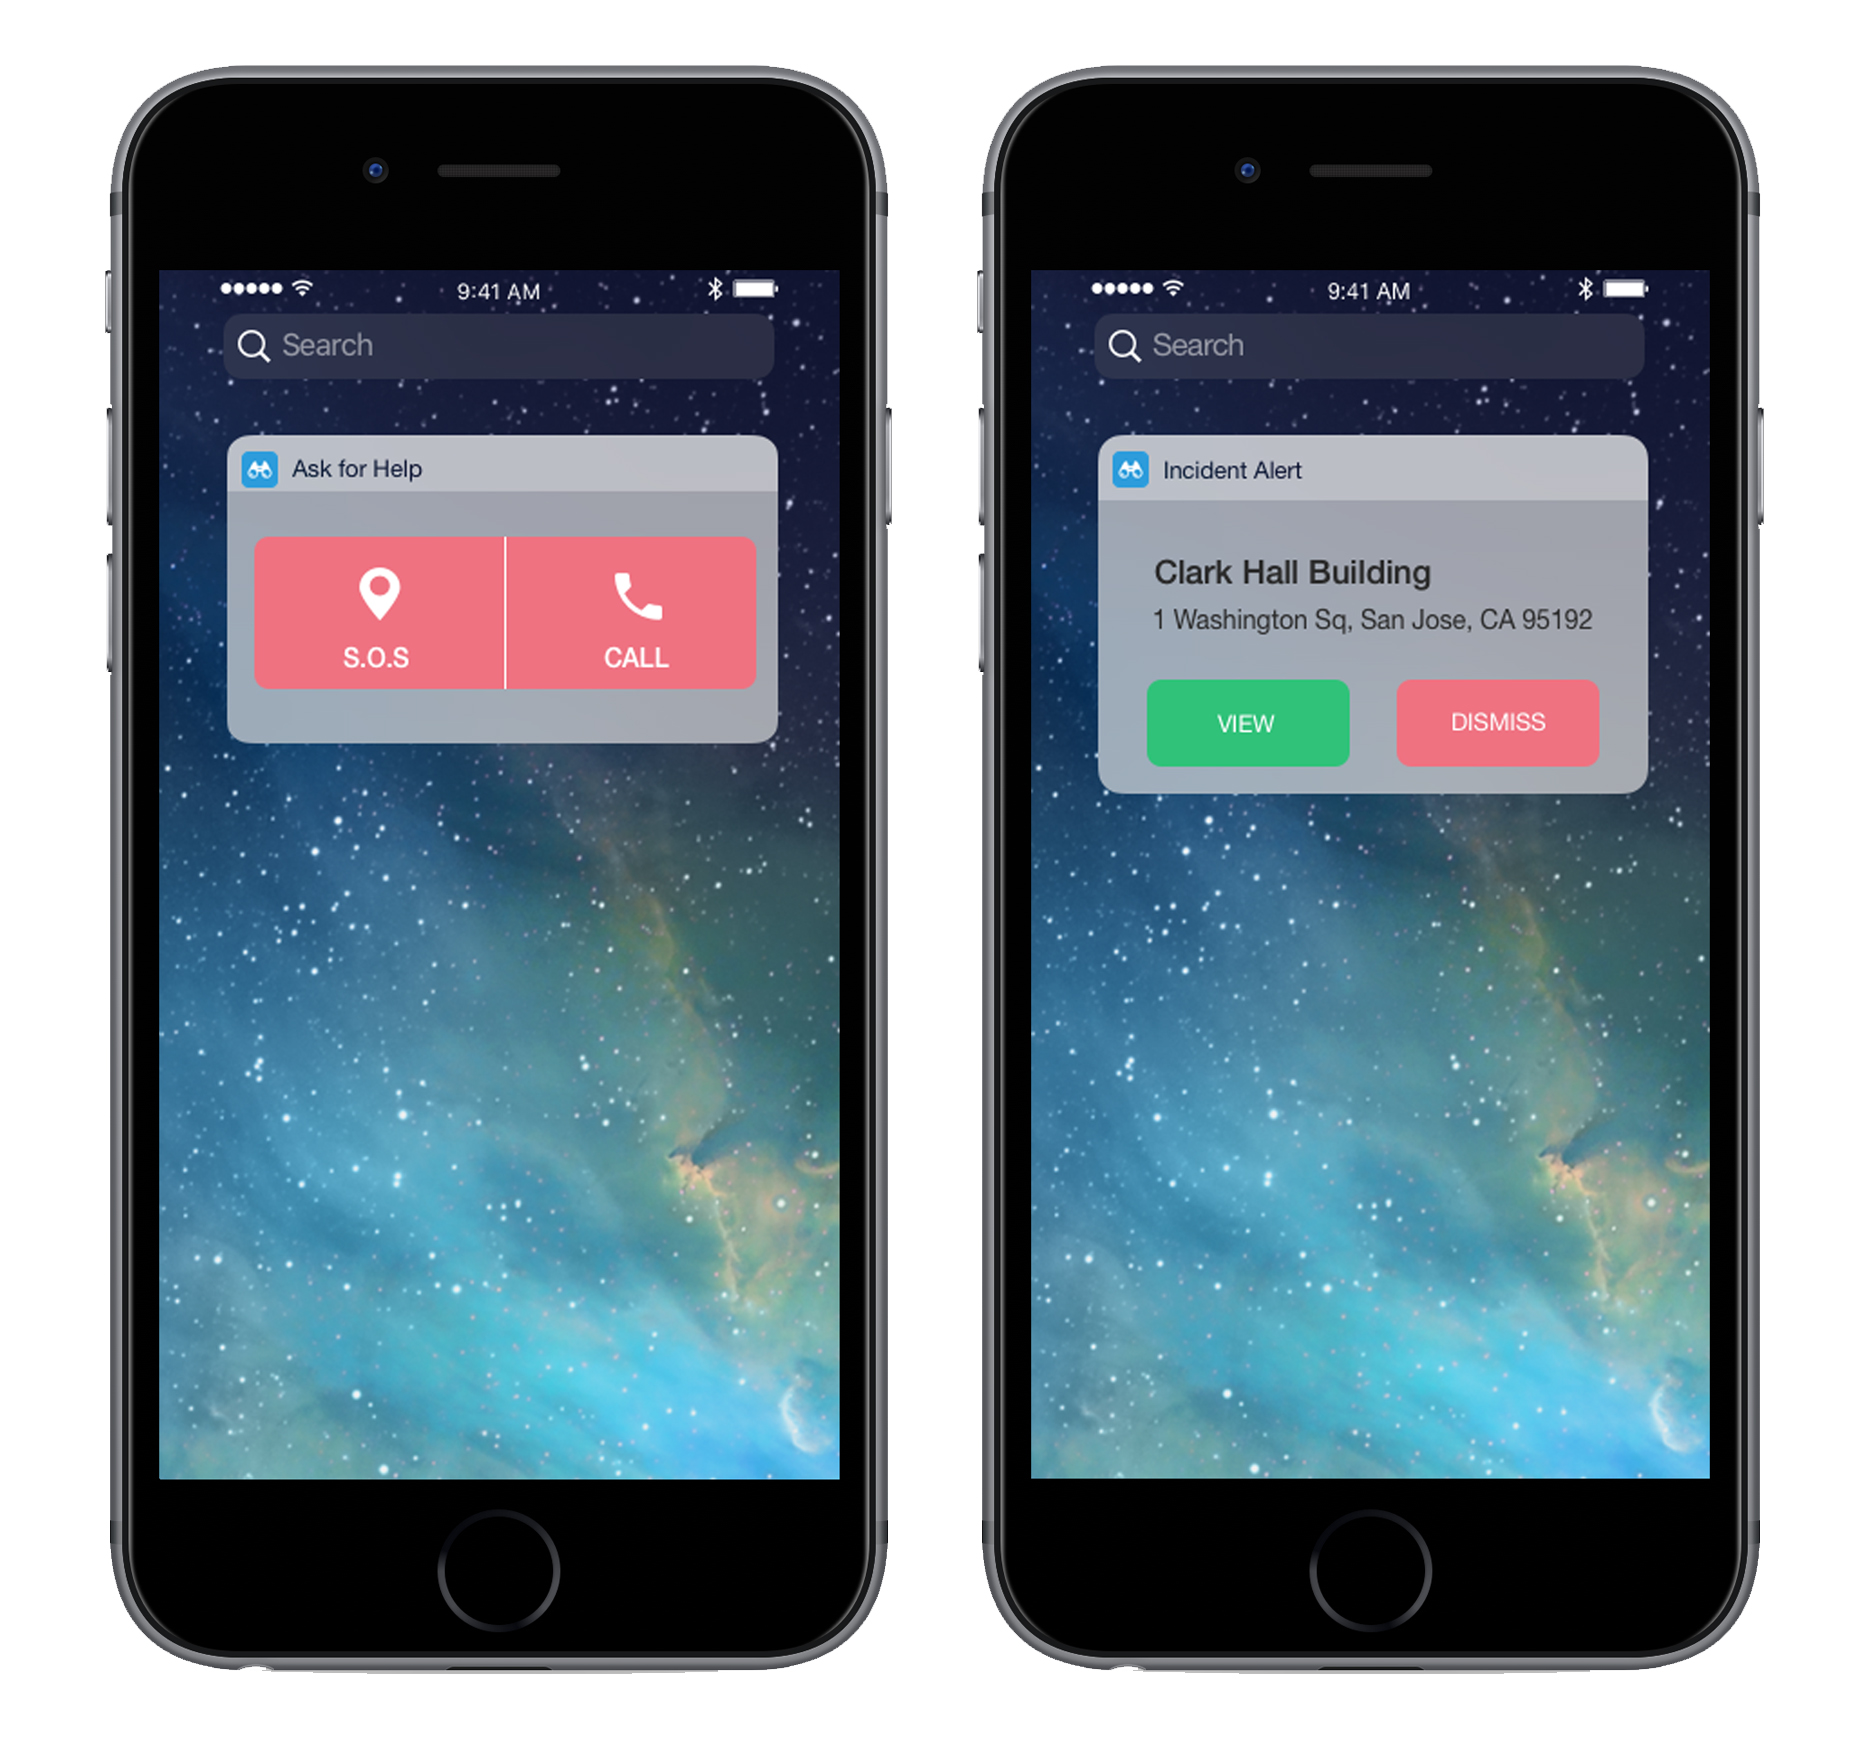 9:41 AM
Search
Ask for Help
S.O.S
CALL
9:41 AM
Search
Incident Alert
Clark Hall Building
1 Washington Sq, San Jose, CA 95192
VIEW
DISMISS